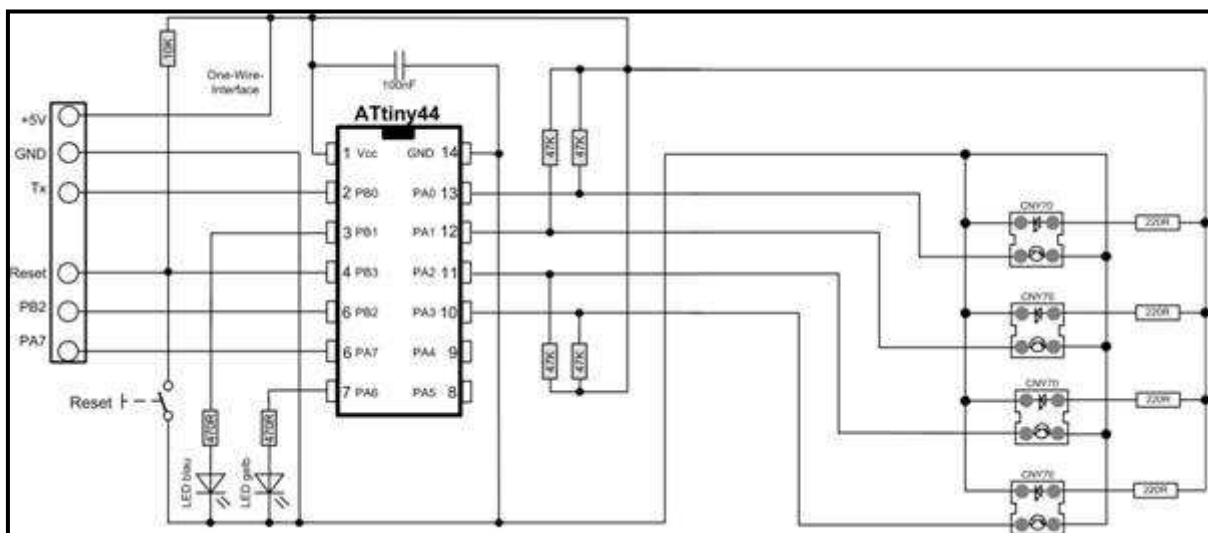 10K
One-Wire-
Interface
100nF
ATtiny44
+5V
GND
Tx
Reset
PB2
PA7
1 Vcc GND 14
2 PB0 PA0 13
3 PB1 PA1 12
4 PB3 PA2 11
6 PB2 PA3 10
6 PA7 PA4 9
7 PA6 PA5 8
47K
47K
47K
47K
Reset
470R
470R
LED blau
LED gelb
CNY70
220R
CNY70
220R
CNY70
220R
CNY70
220R